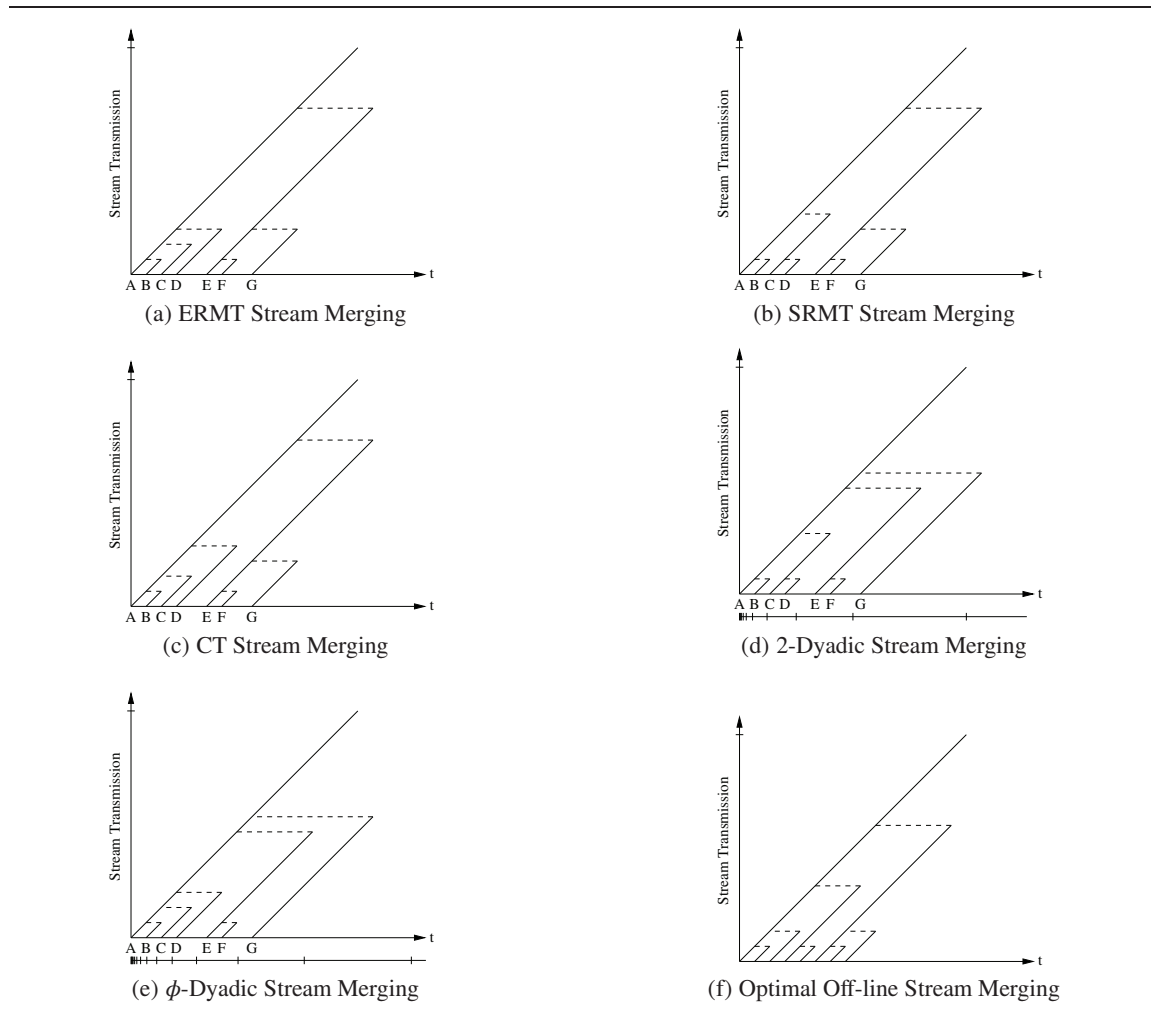 Stream Transmission
t
A B C D E F G
(a) ERMT Stream Merging
Stream Transmission
t
A B C D E F G
(b) SRMT Stream Merging
Stream Transmission
t
A B C D E F G
(c) CT Stream Merging
Stream Transmission
t
A B C D E F G
(d) 2-Dyadic Stream Merging
Stream Transmission
t
A B C D E F G
(e) ϕ-Dyadic Stream Merging
Stream Transmission
t
(f) Optimal Off-line Stream Merging